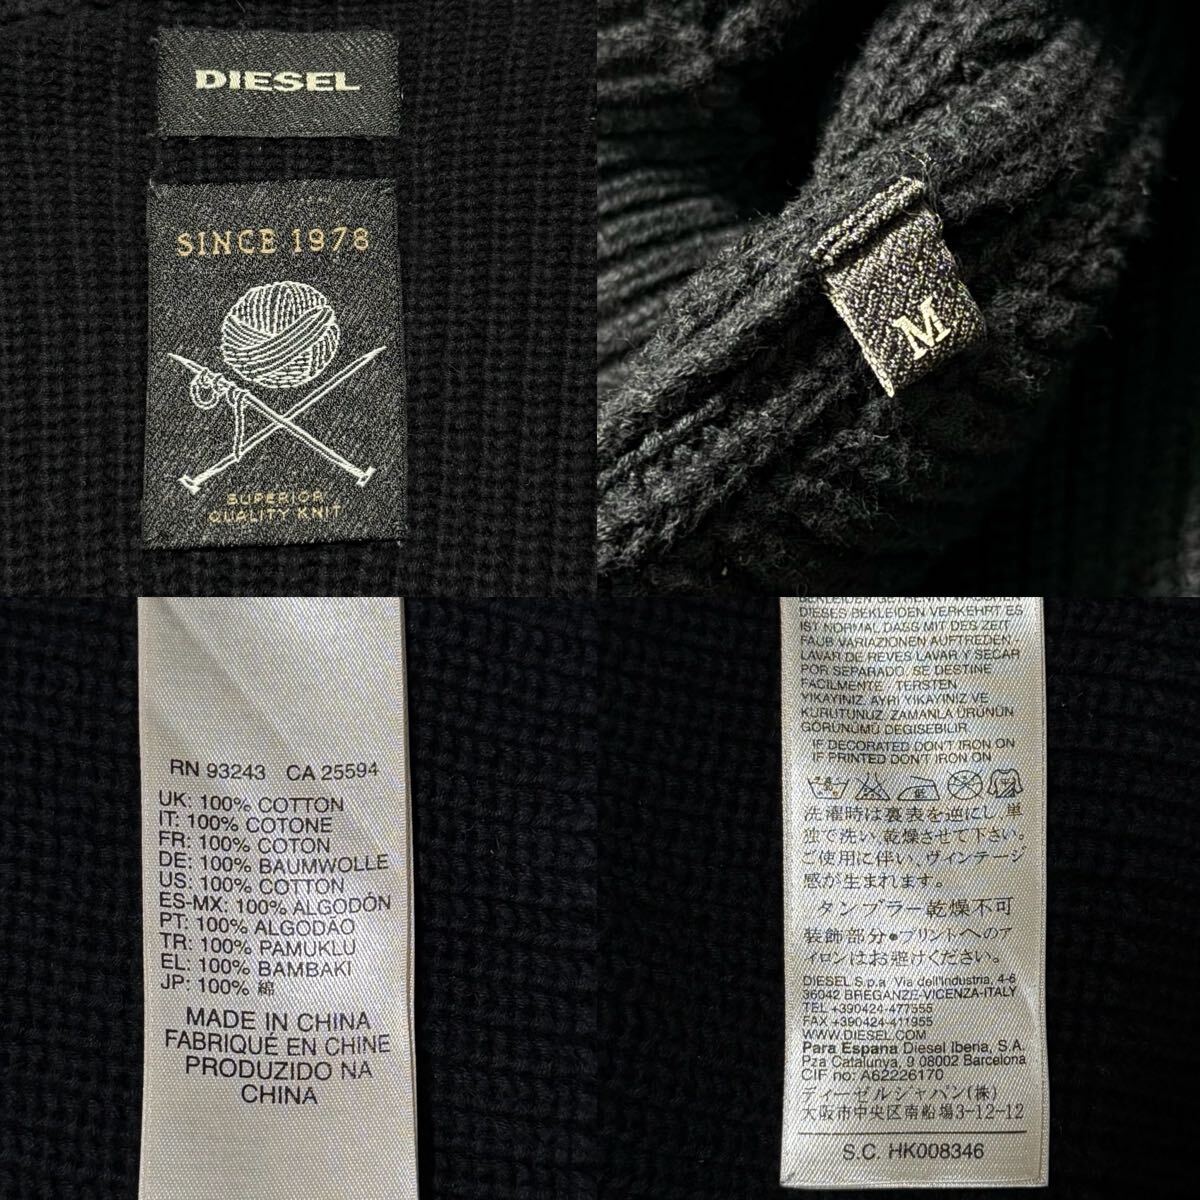 DIESEL
SINCE 1978
SUPERIOR
QUALITY KNIT
M
RN 93243 CA 25594
UK: 100% COTTON
IT: 100% COTONE
FR: 100% COTON
DE: 100% BAUMWOLLE
US: 100% COTTON
ES-MX: 100% ALGODÓN
PT: 100% ALGODAO
TR: 100% PAMUKLU
EL: 100% BAMBAKI
JP: 100% 綿
MADE IN CHINA
FABRIQUÉ EN CHINE
PRODUZIDO NA
CHINA
DIESES BEKLEIDEN VERKEHRT ES
IST NORMAL DASS MIT DES ZEIT
FAUB VARIAZIONEN AUFTREDEN.
LAVAR DE REVES LAVAR Y SECAR
POR SEPARADO. SE DESTINE
FACILMENTE TERSTEN
YIKAYINIZ. AYRI YIKAYINIZ VE
KURUTUNUZ. ZAMANLA ÜRÜNÜN
GÖRÜNÜMÜ DEGISEBILIR.
IF DECORATED DON'T IRON ON
IF PRINTED DON'T IRON ON
洗濯時は裏表を逆にし、単
独で洗い、乾燥させて下さい。
ご使用に伴い、ヴィンテージ
感が生まれます。
タンブラー乾燥不可
装飾部分●プリントへのア
イロンはお避けください。
DIESEL S.p.a Via dell'industria, 4-6
36042 BREGANZE-VICENZA-ITALY
TEL +390424-477555
FAX +390424-411955
WWW.DIESEL.COM
Para Espana Diesel Iberia, S.A.
Pza Catalunya, 9 08002 Barcelona
CIF no: A62226170
ディーゼルジャパン(株)
大阪市中央区南船場3-12-12
S.C. HK008346